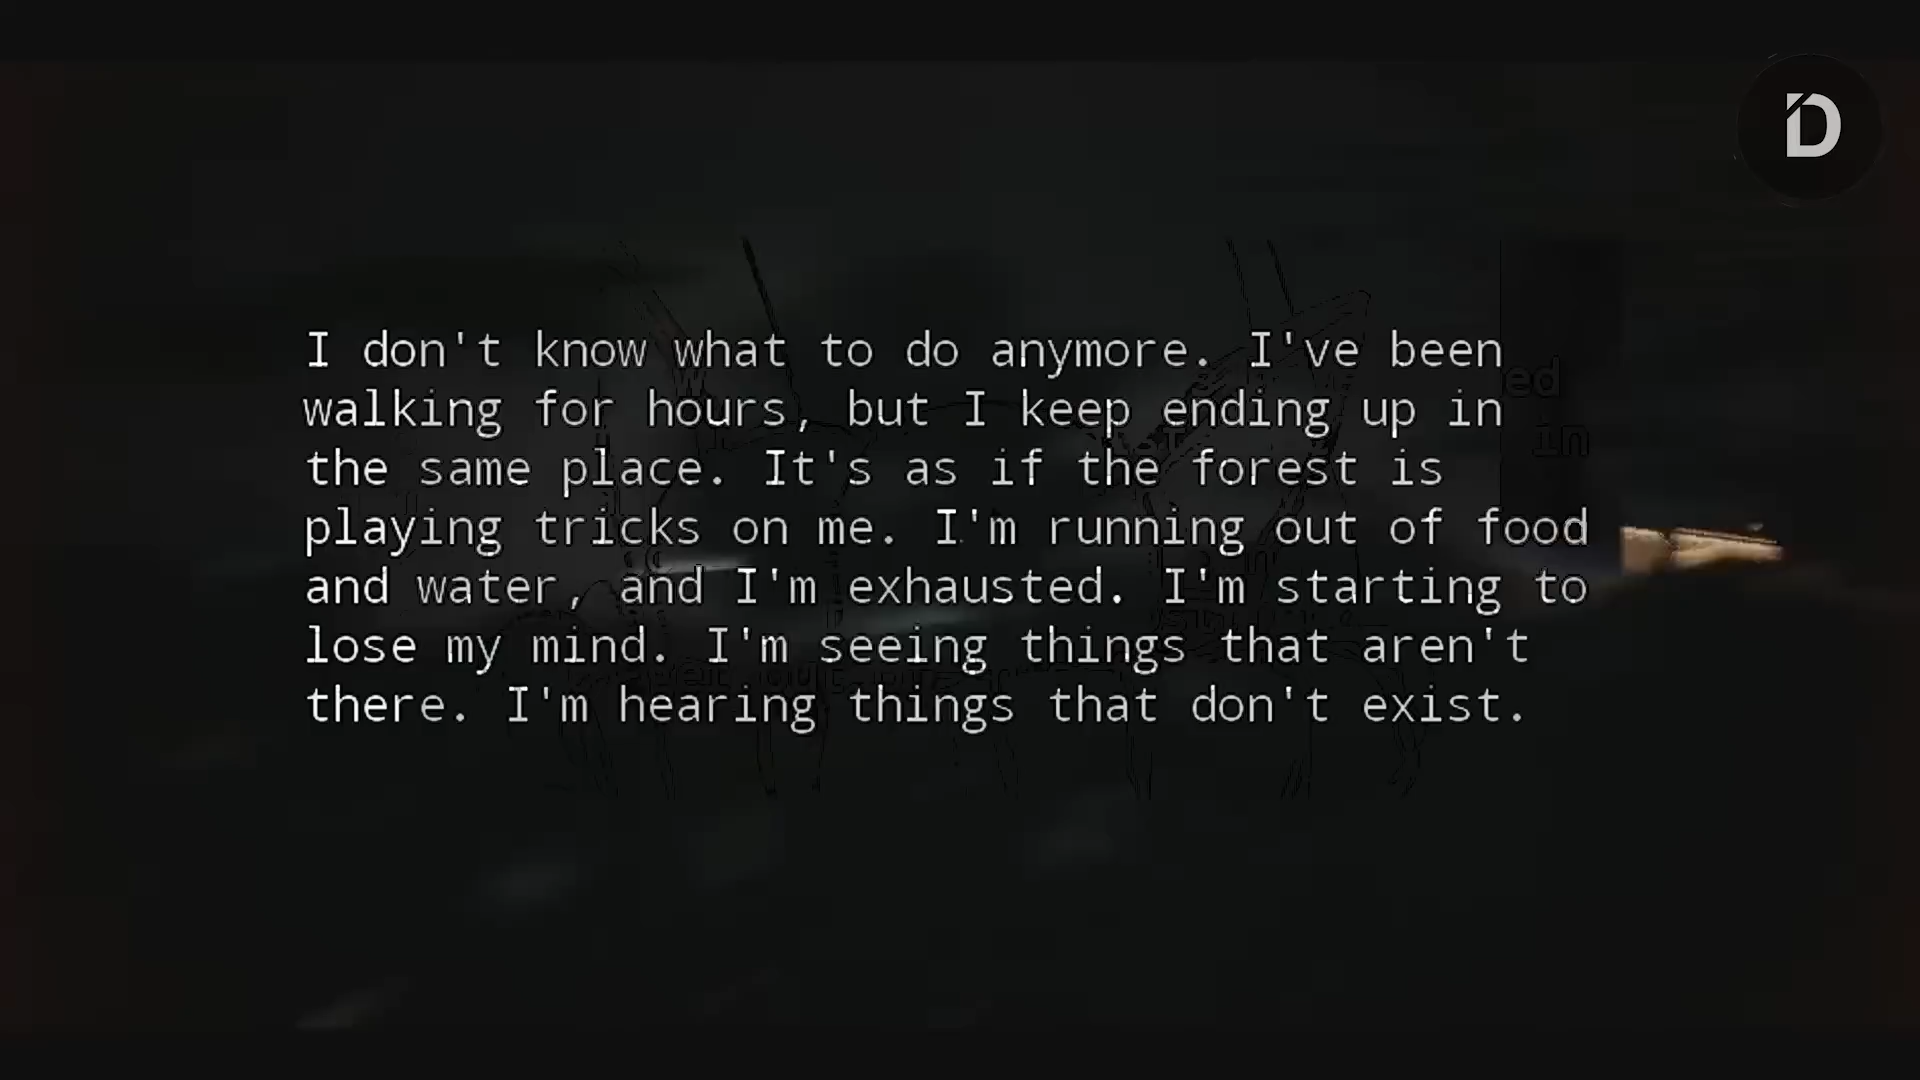 D
I don't know what to do anymore. I've been
walking for hours, but I keep ending up in
the same place. It's as if the forest is
playing tricks on me. I'm running out of food
and water, and I'm exhausted. I'm starting to
lose my mind. I'm seeing things that aren't
there. I'm hearing things that don't exist.